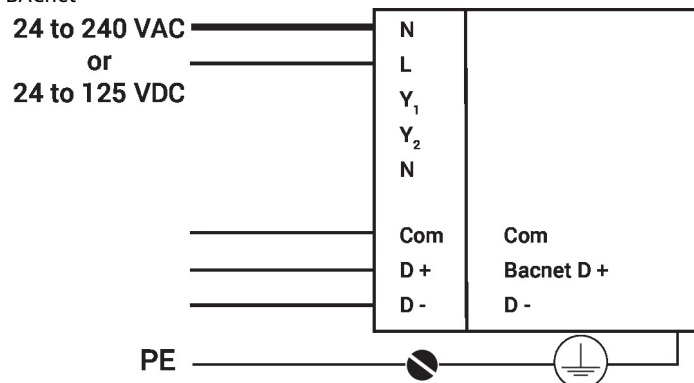 BACnet
24 to 240 VAC
or
24 to 125 VDC
N
L
Y₁
Y₂
N
Com Com
D + Bacnet D +
D - D -
PE